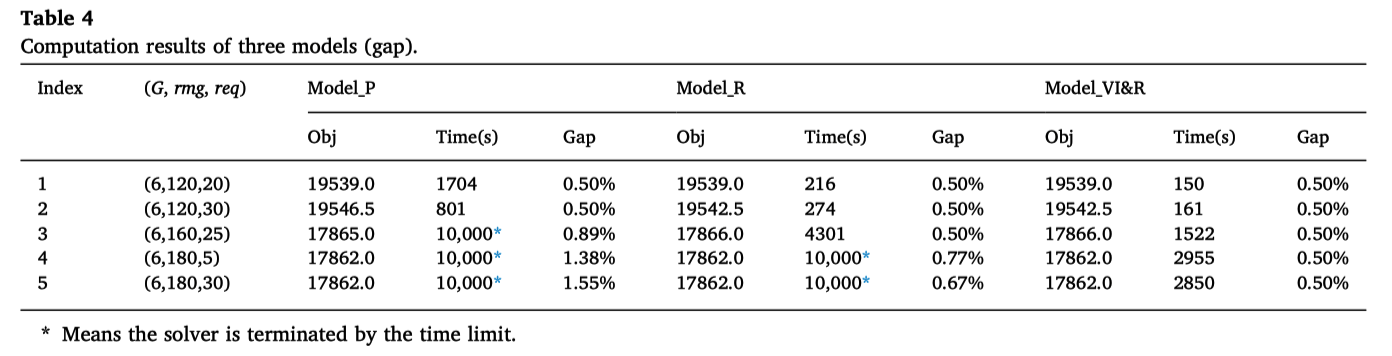 Table 4
Computation results of three models (gap).
Index (G, rmg, req) Model_P Model_R Model_VI&R
Obj Time(s) Gap Obj Time(s) Gap Obj Time(s) Gap
1 (6,120,20) 19539.0 1704 0.50% 19539.0 216 0.50% 19539.0 150 0.50%
2 (6,120,30) 19546.5 801 0.50% 19542.5 274 0.50% 19542.5 161 0.50%
3 (6,160,25) 17865.0 10,000* 0.89% 17866.0 4301 0.50% 17866.0 1522 0.50%
4 (6,180,5) 17862.0 10,000* 1.38% 17862.0 10,000* 0.77% 17862.0 2955 0.50%
5 (6,180,30) 17862.0 10,000* 1.55% 17862.0 10,000* 0.67% 17862.0 2850 0.50%
* Means the solver is terminated by the time limit.